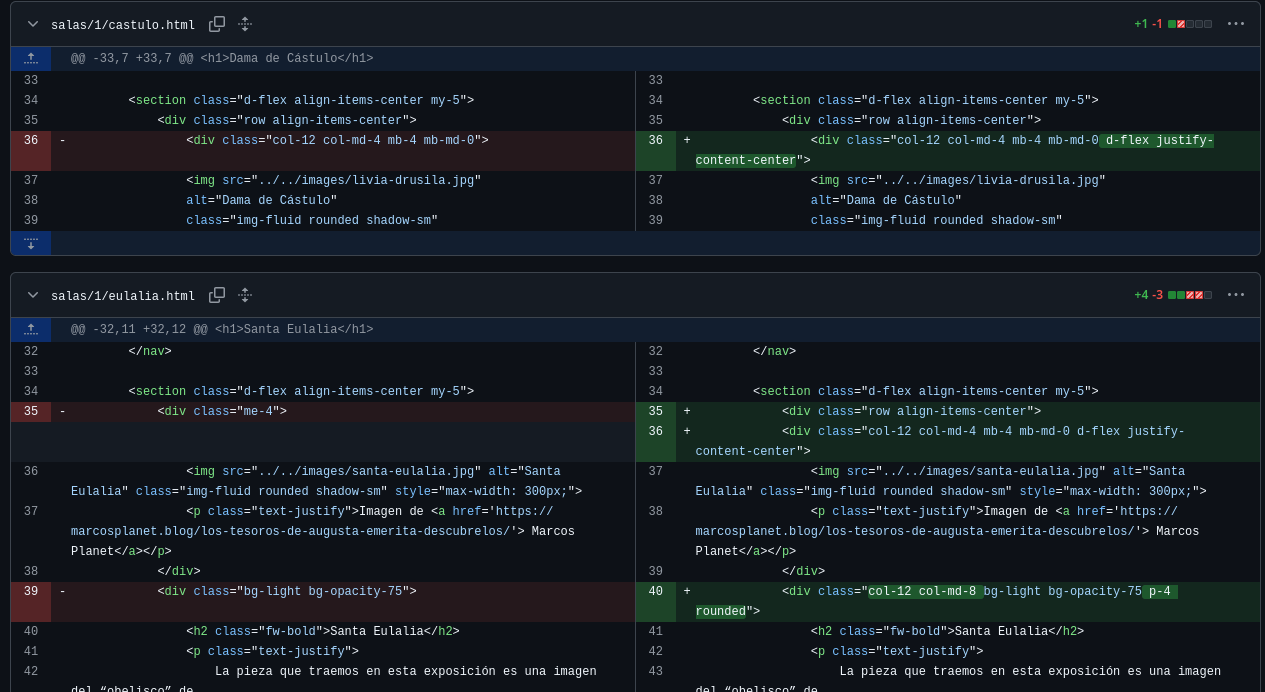 salas/1/castulo.html +1 -1
@@ -33,7 +33,7 @@ <h1>Dama de Cástulo</h1>
33 33
34 <section class="d-flex align-items-center my-5"> 34 <section class="d-flex align-items-center my-5">
35 <div class="row align-items-center"> 35 <div class="row align-items-center">
36 - <div class="col-12 col-md-4 mb-4 mb-md-0"> 36 + <div class="col-12 col-md-4 mb-4 mb-md-0 d-flex justify-
content-center">
37 <img src="../../images/livia-drusila.jpg" 37 <img src="../../images/livia-drusila.jpg"
38 alt="Dama de Cástulo" 38 alt="Dama de Cástulo"
39 class="img-fluid rounded shadow-sm" 39 class="img-fluid rounded shadow-sm"
salas/1/eulalia.html +4 -3
@@ -32,11 +32,12 @@ <h1>Santa Eulalia</h1>
32 </nav> 32 </nav>
33 33
34 <section class="d-flex align-items-center my-5"> 34 <section class="d-flex align-items-center my-5">
35 - <div class="me-4"> 35 + <div class="row align-items-center">
36 + <div class="col-12 col-md-4 mb-4 mb-md-0 d-flex justify-
content-center">
36 <img src="../../images/santa-eulalia.jpg" alt="Santa 37 <img src="../../images/santa-eulalia.jpg" alt="Santa
Eulalia" class="img-fluid rounded shadow-sm" style="max-width: 300px;"> Eulalia" class="img-fluid rounded shadow-sm" style="max-width: 300px;">
37 <p class="text-justify">Imagen de <a href='https:// 38 <p class="text-justify">Imagen de <a href='https://
marcosplanet.blog/los-tesoros-de-augusta-emerita-descubrelos/'> Marcos marcosplanet.blog/los-tesoros-de-augusta-emerita-descubrelos/'> Marcos
Planet</a></p> Planet</a></p>
38 </div> 39 </div>
39 - <div class="bg-light bg-opacity-75"> 40 + <div class="col-12 col-md-8 bg-light bg-opacity-75 p-4
rounded">
40 <h2 class="fw-bold">Santa Eulalia</h2> 41 <h2 class="fw-bold">Santa Eulalia</h2>
41 <p class="text-justify"> 42 <p class="text-justify">
42 La pieza que traemos en esta exposición es una imagen 43 La pieza que traemos en esta exposición es una imagen
del “obelisco” de del “obelisco” de